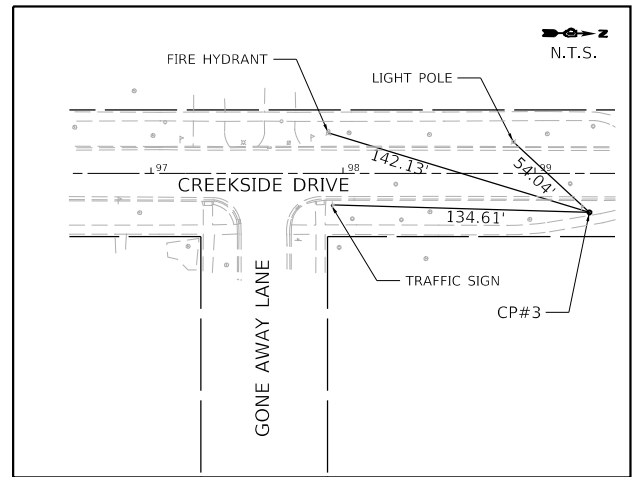 Z
N.T.S.
FIRE HYDRANT
LIGHT POLE
142.13'
54.04'
97
98
99
CREEKSIDE DRIVE
134.61'
TRAFFIC SIGN
CP#3
GONE AWAY LANE